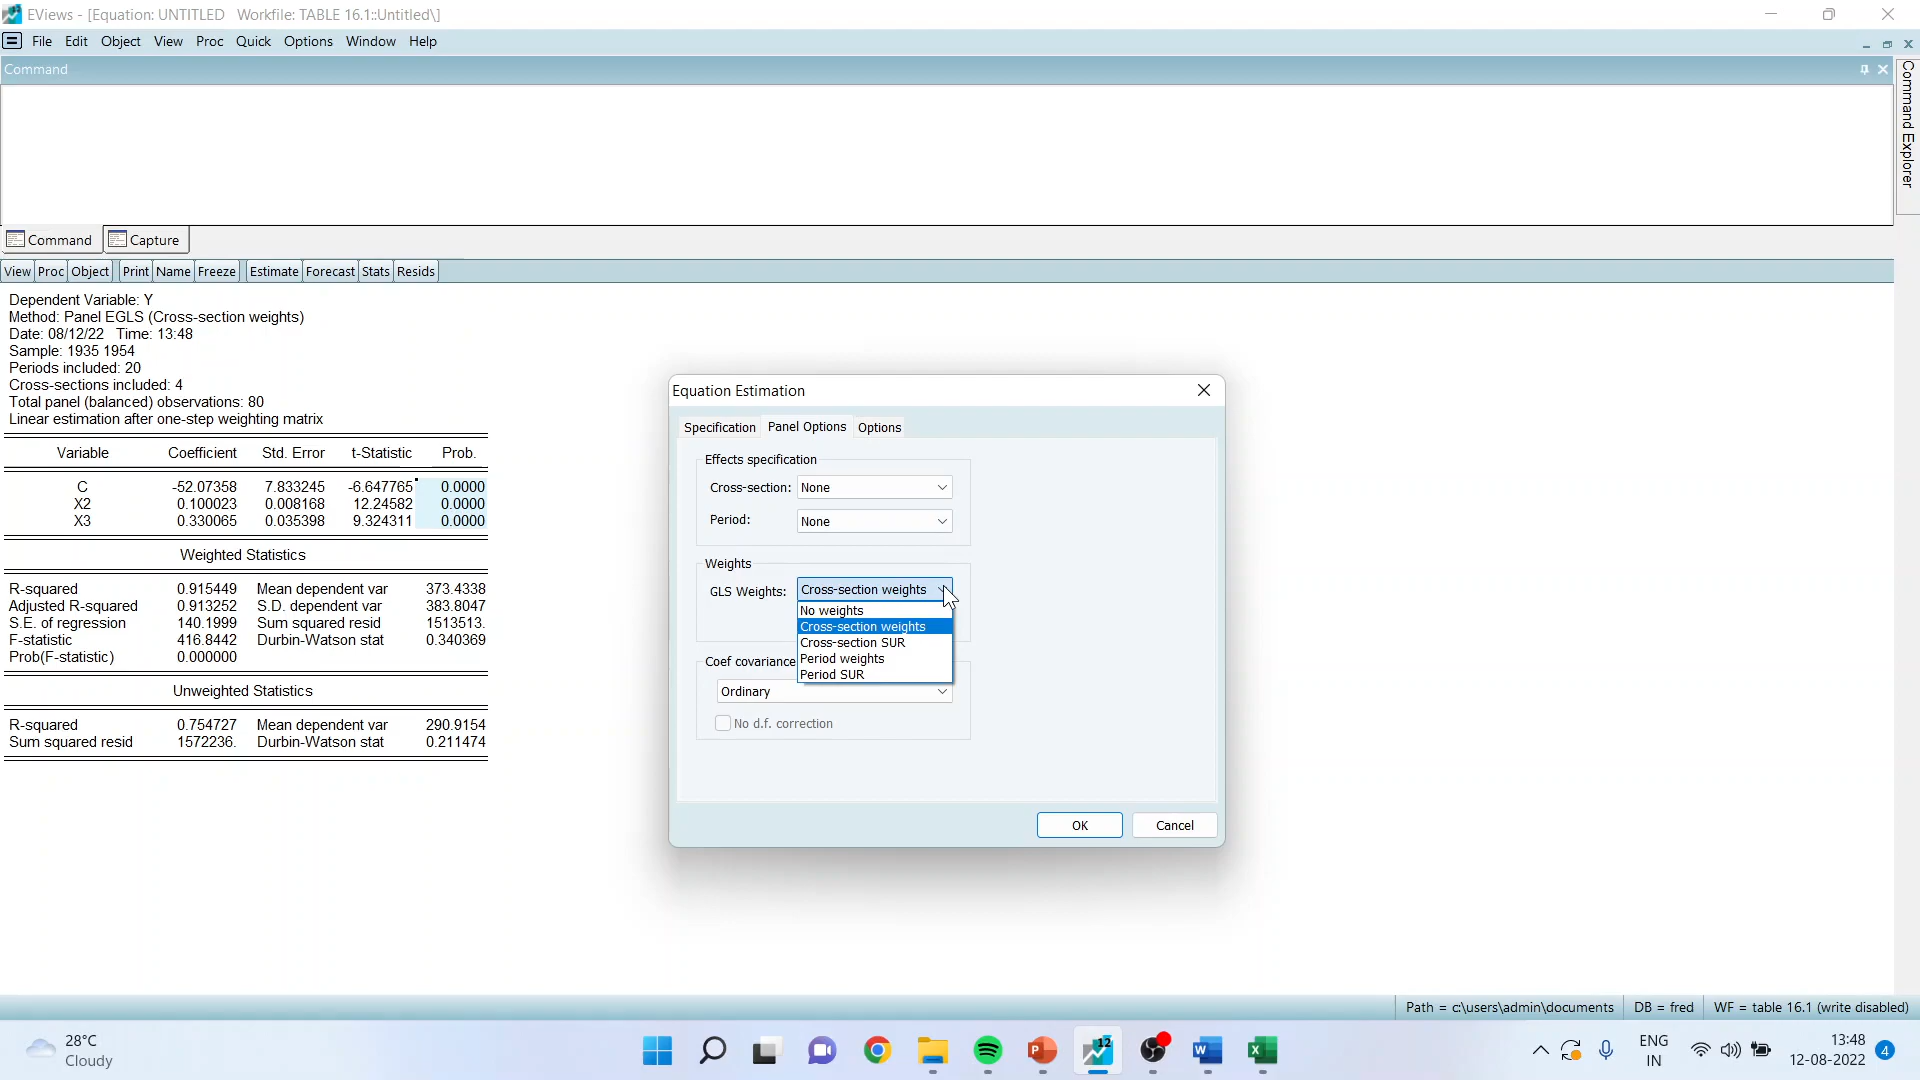 EViews - [Equation: UNTITLED   Workfile: TABLE 16.1::Untitled\]
File Edit Object View Proc Quick Options Window Help
Command
Command Explorer
Command Capture
View Proc Object Print Name Freeze Estimate Forecast Stats Resids
Dependent Variable: Y
Method: Panel EGLS (Cross-section weights)
Date: 08/12/22   Time: 13:48
Sample: 1935 1954
Periods included: 20
Cross-sections included: 4
Total panel (balanced) observations: 80
Linear estimation after one-step weighting matrix
Variable Coefficient Std. Error t-Statistic Prob.
C -52.07358 7.833245 -6.647765 0.0000
X2 0.100023 0.008168 12.24582 0.0000
X3 0.330065 0.035398 9.324311 0.0000
Weighted Statistics
R-squared 0.915449 Mean dependent var 373.4338
Adjusted R-squared 0.913252 S.D. dependent var 383.8047
S.E. of regression 140.1999 Sum squared resid 1513513.
F-statistic 416.8442 Durbin-Watson stat 0.340369
Prob(F-statistic) 0.000000
Unweighted Statistics
R-squared 0.754727 Mean dependent var 290.9154
Sum squared resid 1572236. Durbin-Watson stat 0.211474
Equation Estimation
Specification Panel Options Options
Effects specification
Cross-section: None
Period: None
Weights
GLS Weights: Cross-section weights
No weights
Cross-section weights
Cross-section SUR
Period weights
Period SUR
Coef covariance
Ordinary
No d.f. correction
OK Cancel
Path = c:\users\admin\documents DB = fred WF = table 16.1 (write disabled)
28°C
Cloudy
12
ENG
IN
13:48
12-08-2022
4